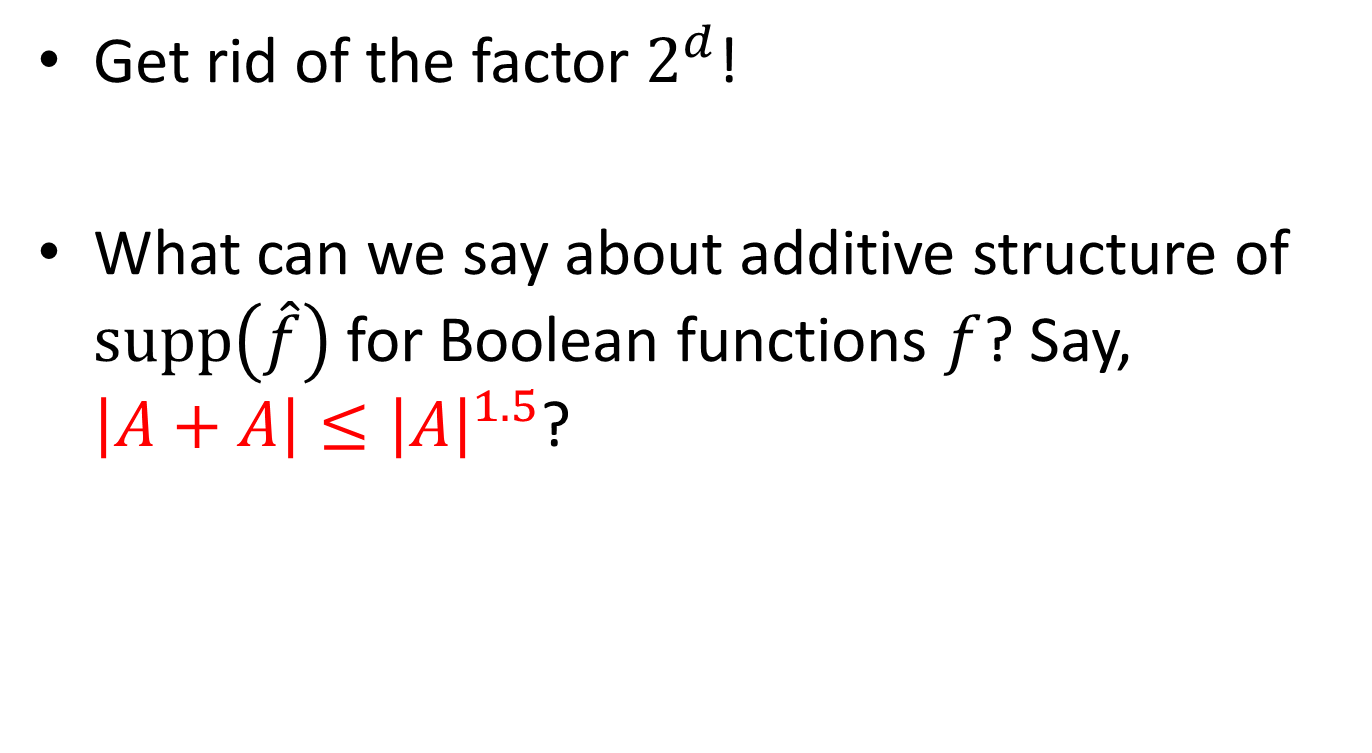 • Get rid of the factor 2^d!
• What can we say about additive structure of
supp(f̂) for Boolean functions f? Say,
|A + A| ≤ |A|^1.5?